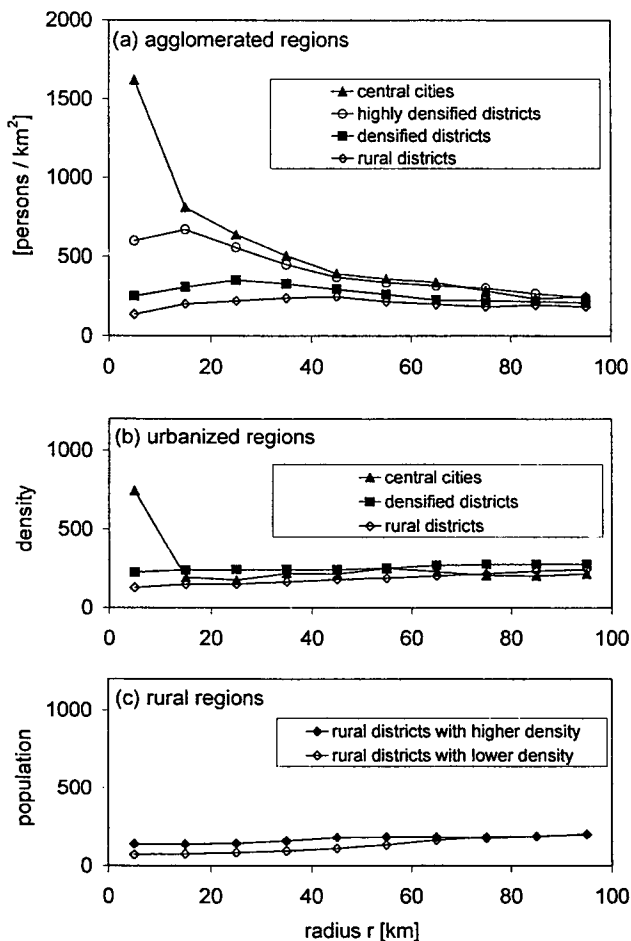 2000
(a) agglomerated regions
central cities
highly densified districts
densified districts
rural districts
1500
1000
500
0
[persons / km²]
0 20 40 60 80 100
(b) urbanized regions
central cities
densified districts
rural districts
1000
500
0
density
0 20 40 60 80 100
(c) rural regions
rural districts with higher density
rural districts with lower density
1000
500
0
population
0 20 40 60 80 100
radius r [km]